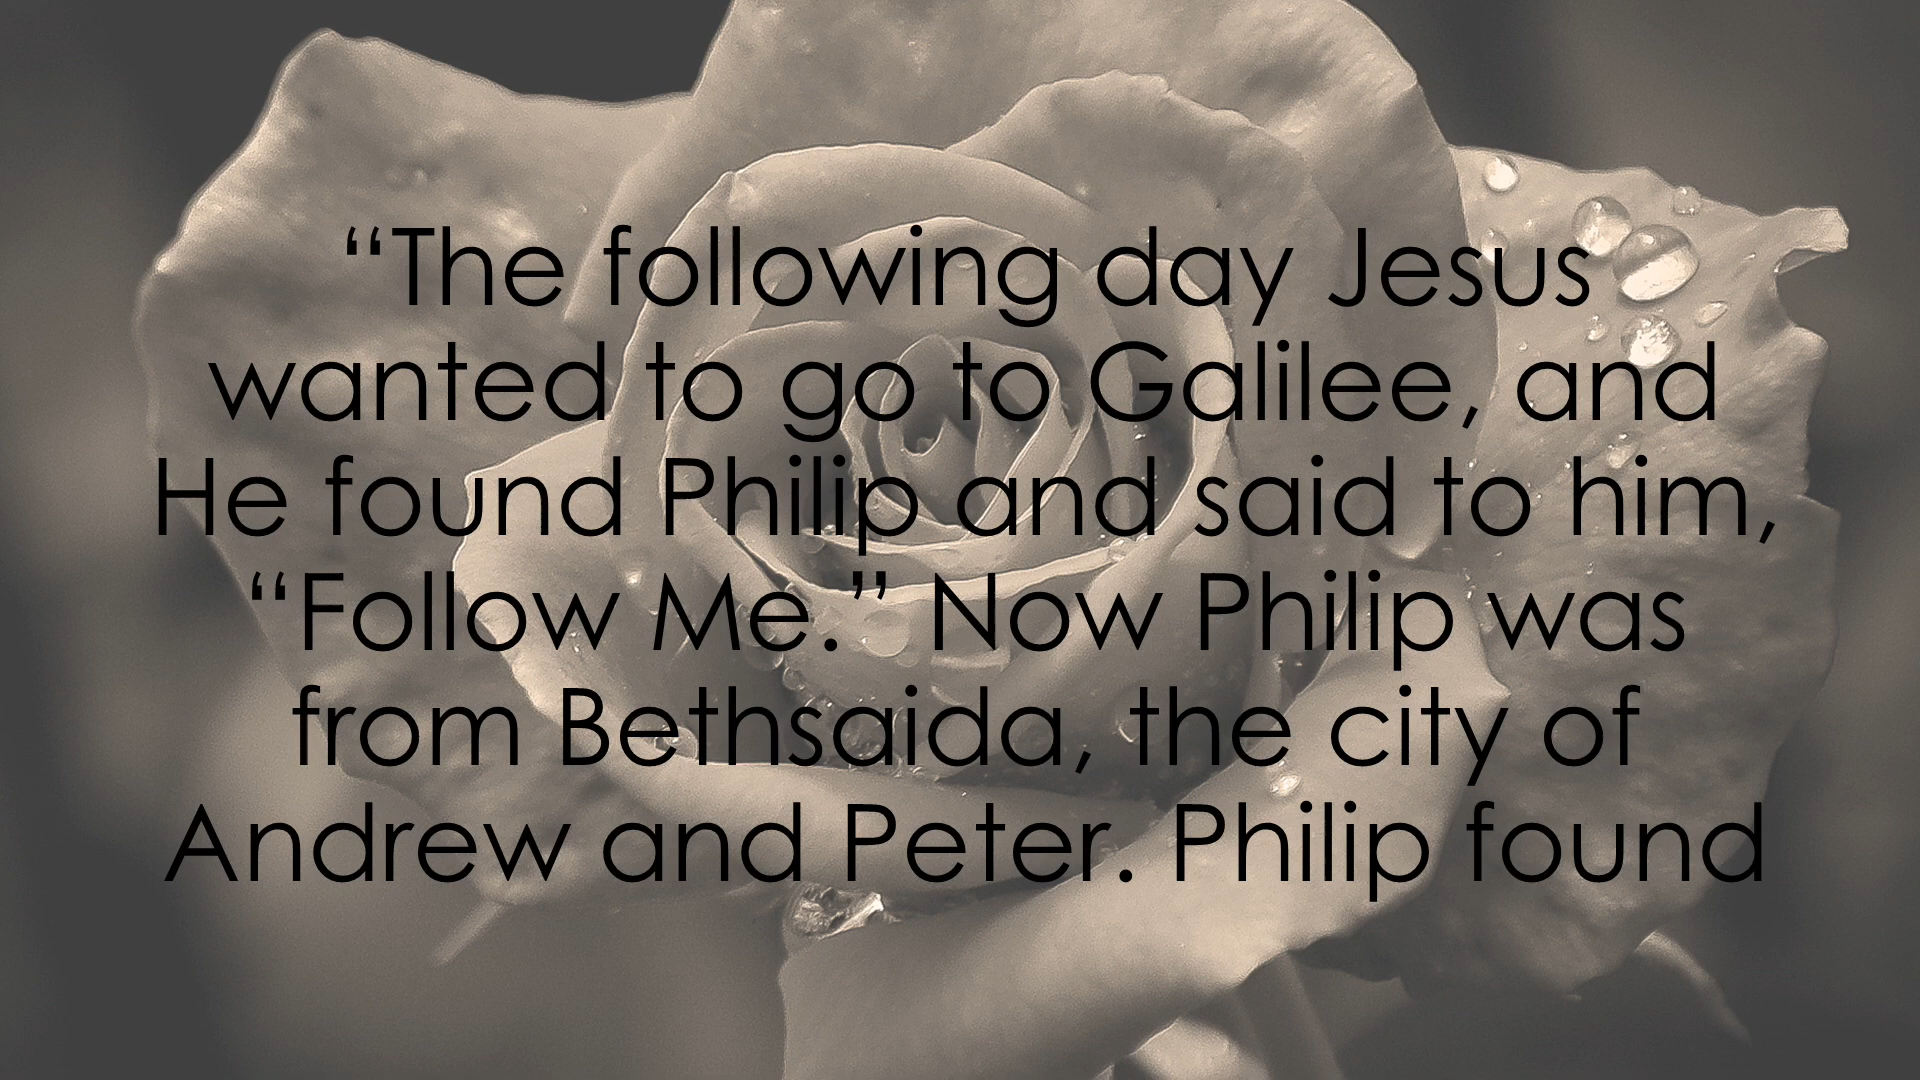 “The following day Jesus
wanted to go to Galilee, and
He found Philip and said to him,
“Follow Me.” Now Philip was
from Bethsaida, the city of
Andrew and Peter. Philip found